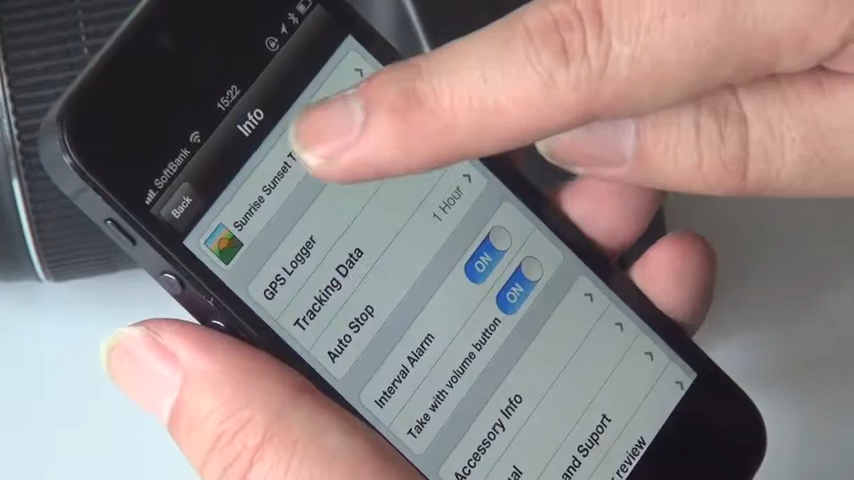 SoftBank 15:22
Back Info
Sunrise Sunset
GPS Logger
Tracking Data
Auto Stop 1 Hour
Interval Alarm ON
Take with volume button ON
Accessory Info
and Suport
review